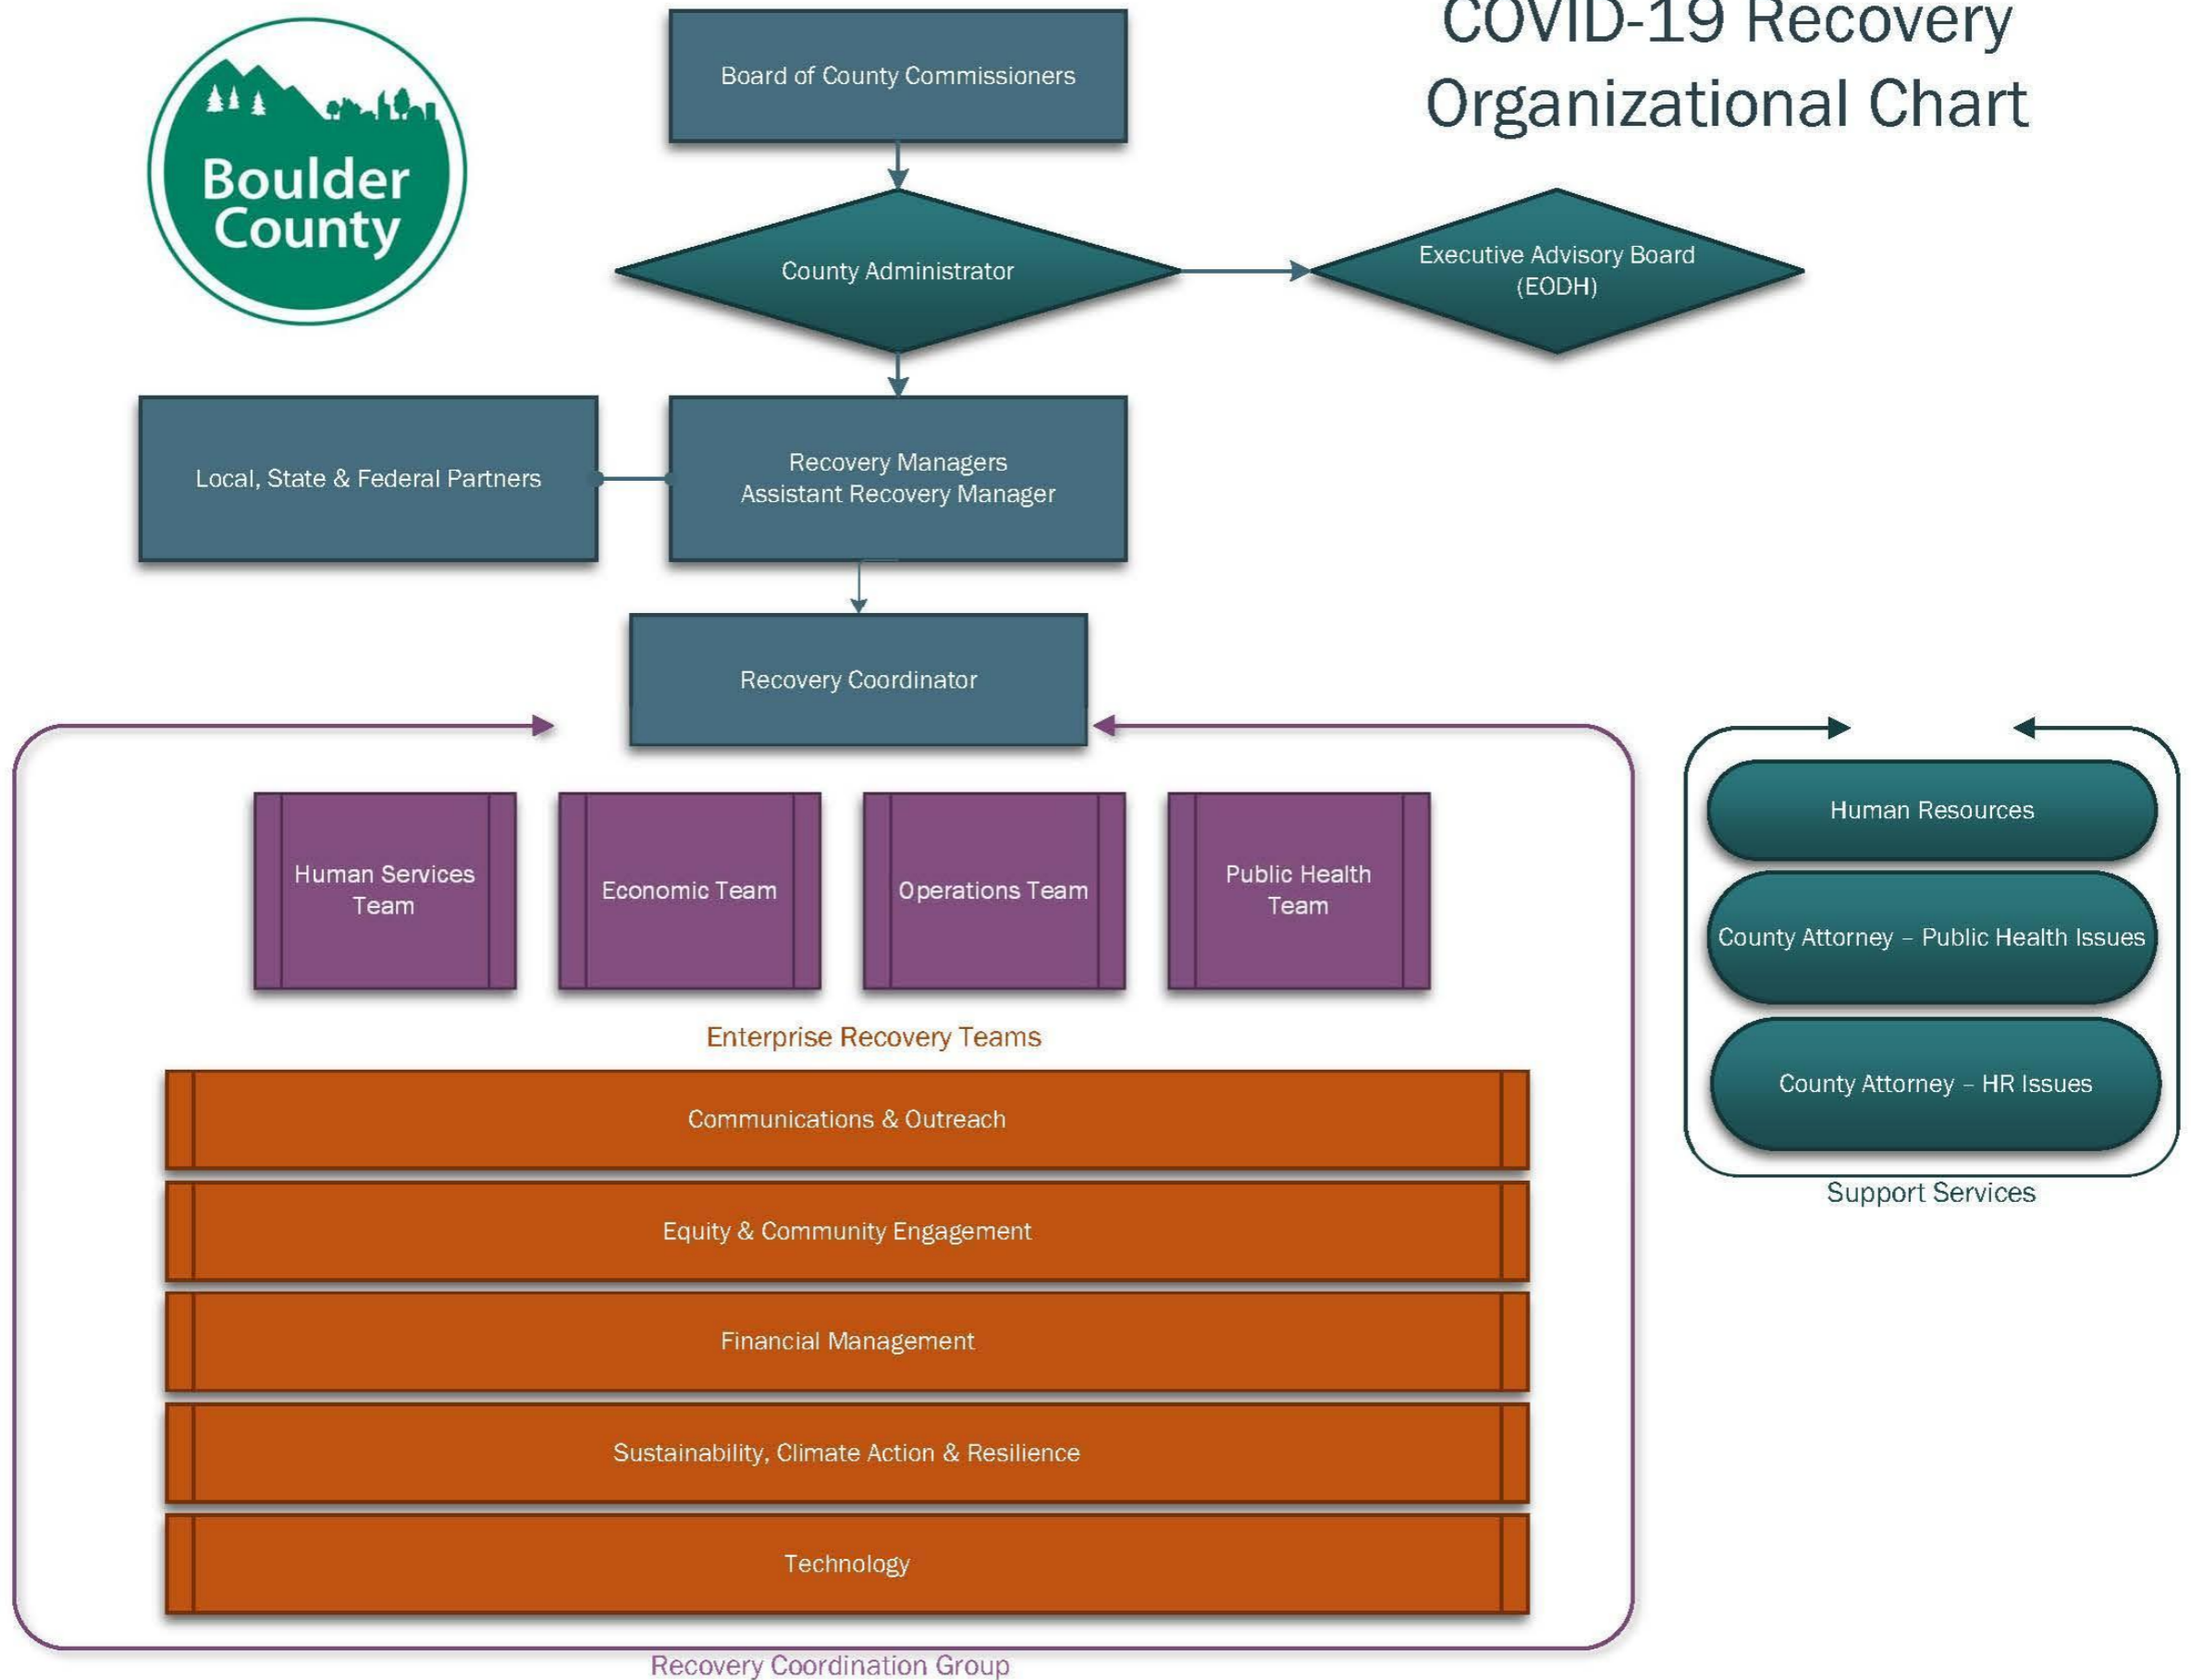 COVID-19 Recovery
Organizational Chart
Boulder
County
Board of County Commissioners
County Administrator
Executive Advisory Board
(EODH)
Local, State & Federal Partners
Recovery Managers
Assistant Recovery Manager
Recovery Coordinator
Human Services
Team
Economic Team
Operations Team
Public Health
Team
Enterprise Recovery Teams
Communications & Outreach
Equity & Community Engagement
Financial Management
Sustainability, Climate Action & Resilience
Technology
Recovery Coordination Group
Human Resources
County Attorney – Public Health Issues
County Attorney – HR Issues
Support Services